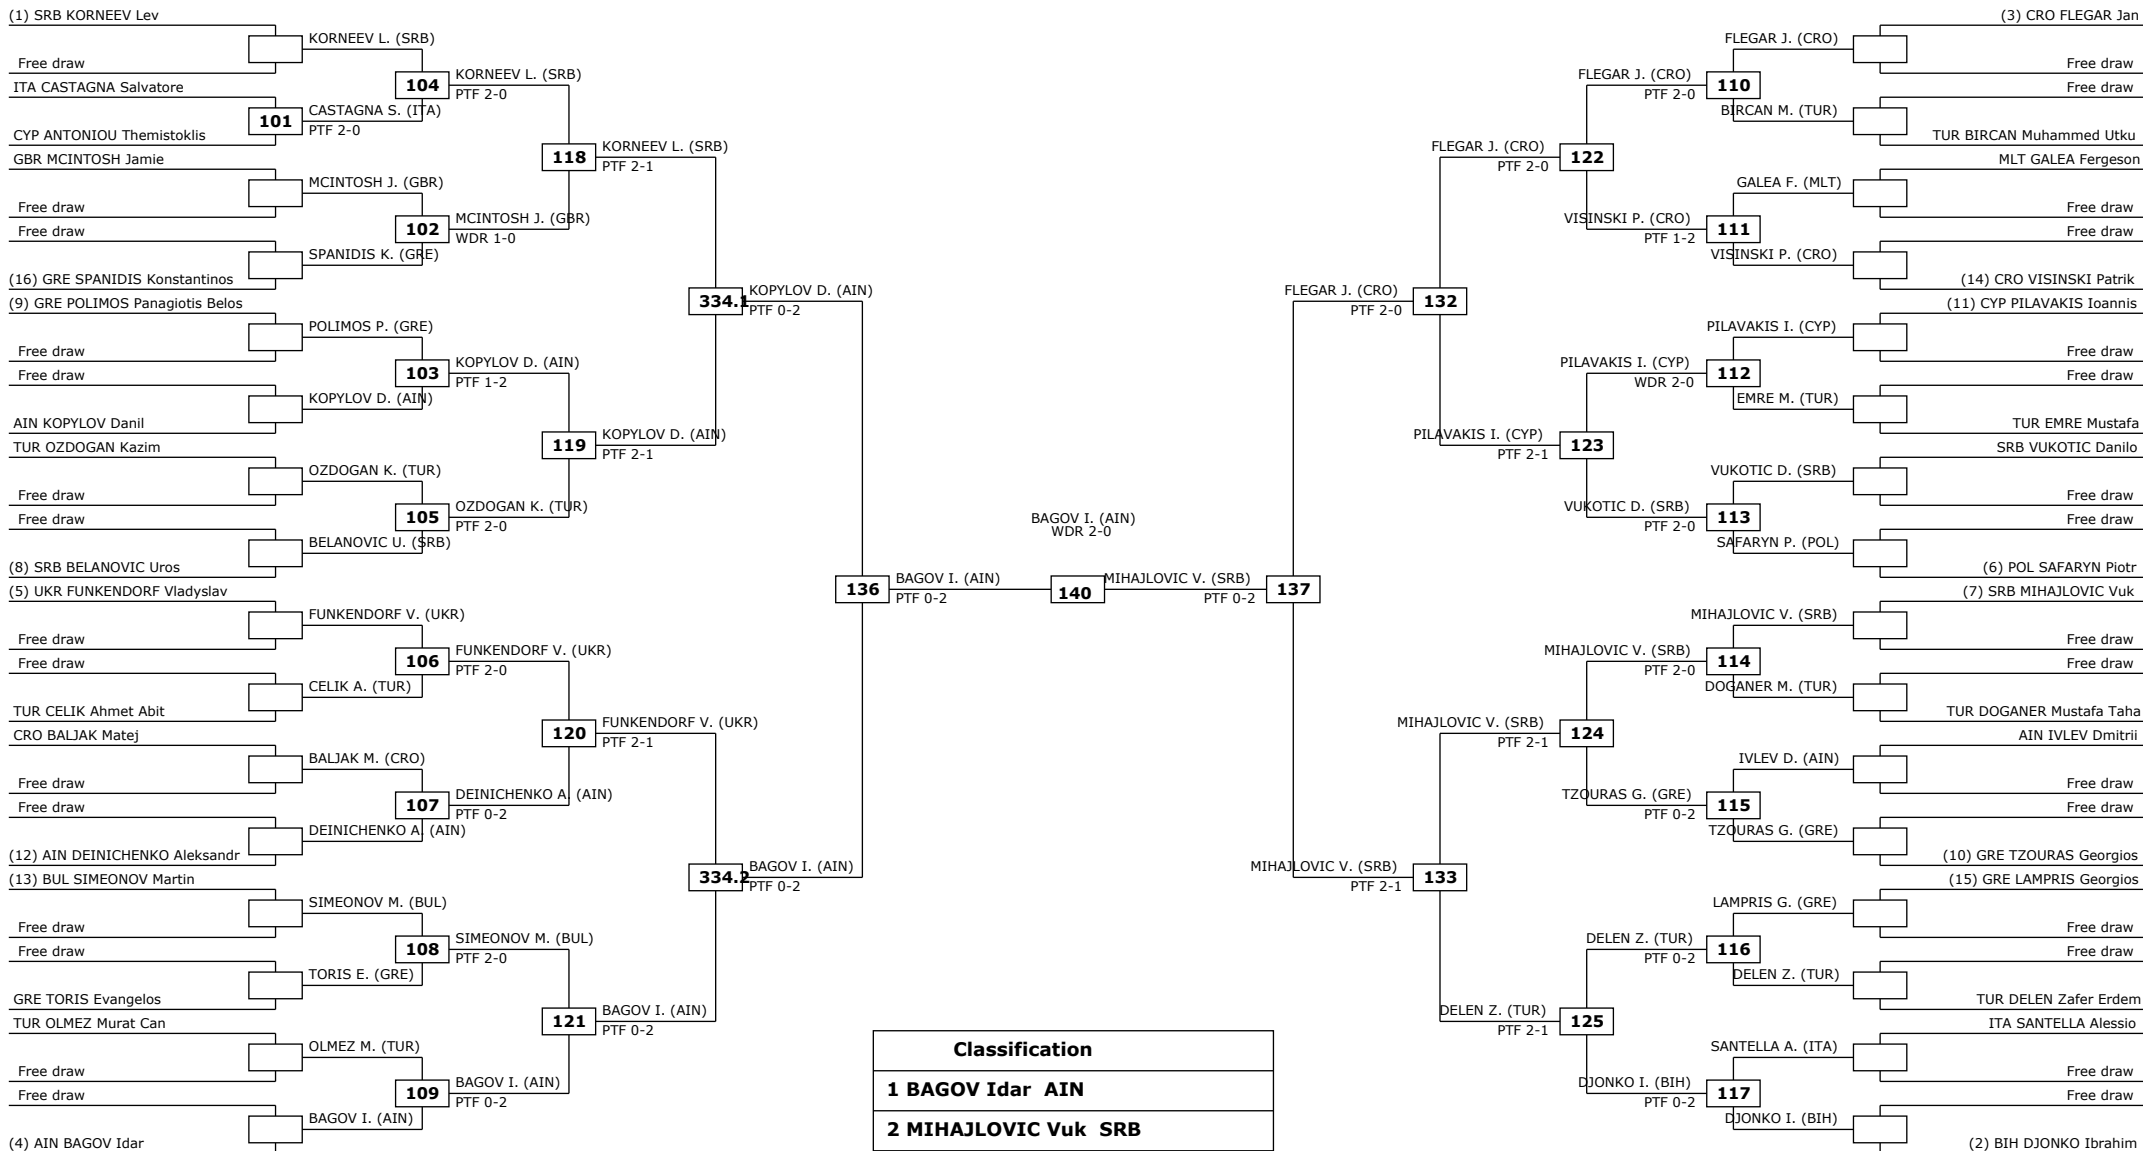 (1) SRB KORNEEV Lev
KORNEEV L. (SRB)
Free draw
KORNEEV L. (SRB)
104
PTF 2-0
ITA CASTAGNA Salvatore
CASTAGNA S. (ITA)
101
PTF 2-0
CYP ANTONIOU Themistoklis
KORNEEV L. (SRB)
118
PTF 2-1
GBR MCINTOSH Jamie
MCINTOSH J. (GBR)
Free draw
MCINTOSH J. (GBR)
102
WDR 1-0
Free draw
SPANIDIS K. (GRE)
(16) GRE SPANIDIS Konstantinos
KOPYLOV D. (AIN)
334.1
PTF 0-2
(9) GRE POLIMOS Panagiotis Belos
POLIMOS P. (GRE)
Free draw
KOPYLOV D. (AIN)
103
PTF 1-2
Free draw
KOPYLOV D. (AIN)
AIN KOPYLOV Danil
KOPYLOV D. (AIN)
119
PTF 2-1
TUR OZDOGAN Kazim
OZDOGAN K. (TUR)
Free draw
OZDOGAN K. (TUR)
105
PTF 2-0
Free draw
BELANOVIC U. (SRB)
(8) SRB BELANOVIC Uros
BAGOV I. (AIN)
136
PTF 0-2
(5) UKR FUNKENDORF Vladyslav
FUNKENDORF V. (UKR)
Free draw
FUNKENDORF V. (UKR)
106
PTF 2-0
Free draw
CELIK A. (TUR)
TUR CELIK Ahmet Abit
FUNKENDORF V. (UKR)
120
PTF 2-1
CRO BALJAK Matej
BALJAK M. (CRO)
Free draw
DEINICHENKO A. (AIN)
107
PTF 0-2
Free draw
DEINICHENKO A. (AIN)
(12) AIN DEINICHENKO Aleksandr
BAGOV I. (AIN)
334.2
PTF 0-2
(13) BUL SIMEONOV Martin
SIMEONOV M. (BUL)
Free draw
SIMEONOV M. (BUL)
108
PTF 2-0
Free draw
TORIS E. (GRE)
GRE TORIS Evangelos
BAGOV I. (AIN)
121
PTF 0-2
TUR OLMEZ Murat Can
OLMEZ M. (TUR)
Free draw
BAGOV I. (AIN)
109
PTF 0-2
Free draw
BAGOV I. (AIN)
(4) AIN BAGOV Idar
BAGOV I. (AIN)
WDR 2-0
140
(3) CRO FLEGAR Jan
FLEGAR J. (CRO)
Free draw
FLEGAR J. (CRO)
110
PTF 2-0
Free draw
BIRCAN M. (TUR)
TUR BIRCAN Muhammed Utku
FLEGAR J. (CRO)
122
PTF 2-0
MLT GALEA Fergeson
GALEA F. (MLT)
Free draw
VISINSKI P. (CRO)
111
PTF 1-2
Free draw
VISINSKI P. (CRO)
(14) CRO VISINSKI Patrik
FLEGAR J. (CRO)
132
PTF 2-0
(11) CYP PILAVAKIS Ioannis
PILAVAKIS I. (CYP)
Free draw
PILAVAKIS I. (CYP)
112
WDR 2-0
Free draw
EMRE M. (TUR)
TUR EMRE Mustafa
PILAVAKIS I. (CYP)
123
PTF 2-1
SRB VUKOTIC Danilo
VUKOTIC D. (SRB)
Free draw
VUKOTIC D. (SRB)
113
PTF 2-0
Free draw
SAFARYN P. (POL)
(6) POL SAFARYN Piotr
MIHAJLOVIC V. (SRB)
137
PTF 0-2
(7) SRB MIHAJLOVIC Vuk
MIHAJLOVIC V. (SRB)
Free draw
MIHAJLOVIC V. (SRB)
114
PTF 2-0
Free draw
DOGANER M. (TUR)
TUR DOGANER Mustafa Taha
MIHAJLOVIC V. (SRB)
124
PTF 2-1
AIN IVLEV Dmitrii
IVLEV D. (AIN)
Free draw
TZOURAS G. (GRE)
115
PTF 0-2
Free draw
TZOURAS G. (GRE)
(10) GRE TZOURAS Georgios
MIHAJLOVIC V. (SRB)
133
PTF 2-1
(15) GRE LAMPRIS Georgios
LAMPRIS G. (GRE)
Free draw
DELEN Z. (TUR)
116
PTF 0-2
Free draw
DELEN Z. (TUR)
TUR DELEN Zafer Erdem
DELEN Z. (TUR)
125
PTF 2-1
ITA SANTELLA Alessio
SANTELLA A. (ITA)
Free draw
DJONKO I. (BIH)
117
PTF 0-2
Free draw
DJONKO I. (BIH)
(2) BIH DJONKO Ibrahim
Classification
1 BAGOV Idar AIN
2 MIHAJLOVIC Vuk SRB